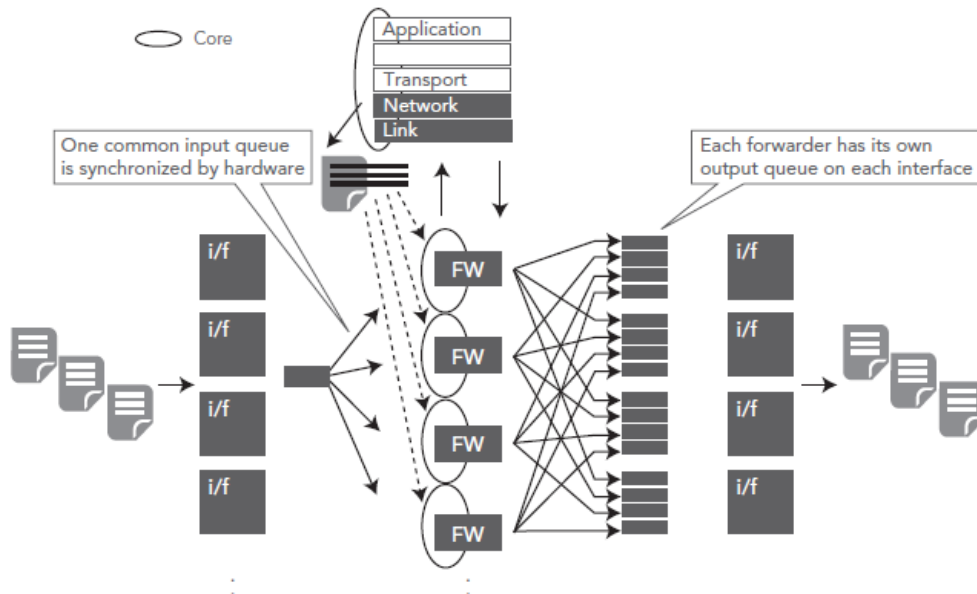 Core
Application
Transport
Network
Link
One common input queue
is synchronized by hardware
Each forwarder has its own
output queue on each interface
i/f
i/f
i/f
i/f
FW
FW
FW
FW
i/f
i/f
i/f
i/f